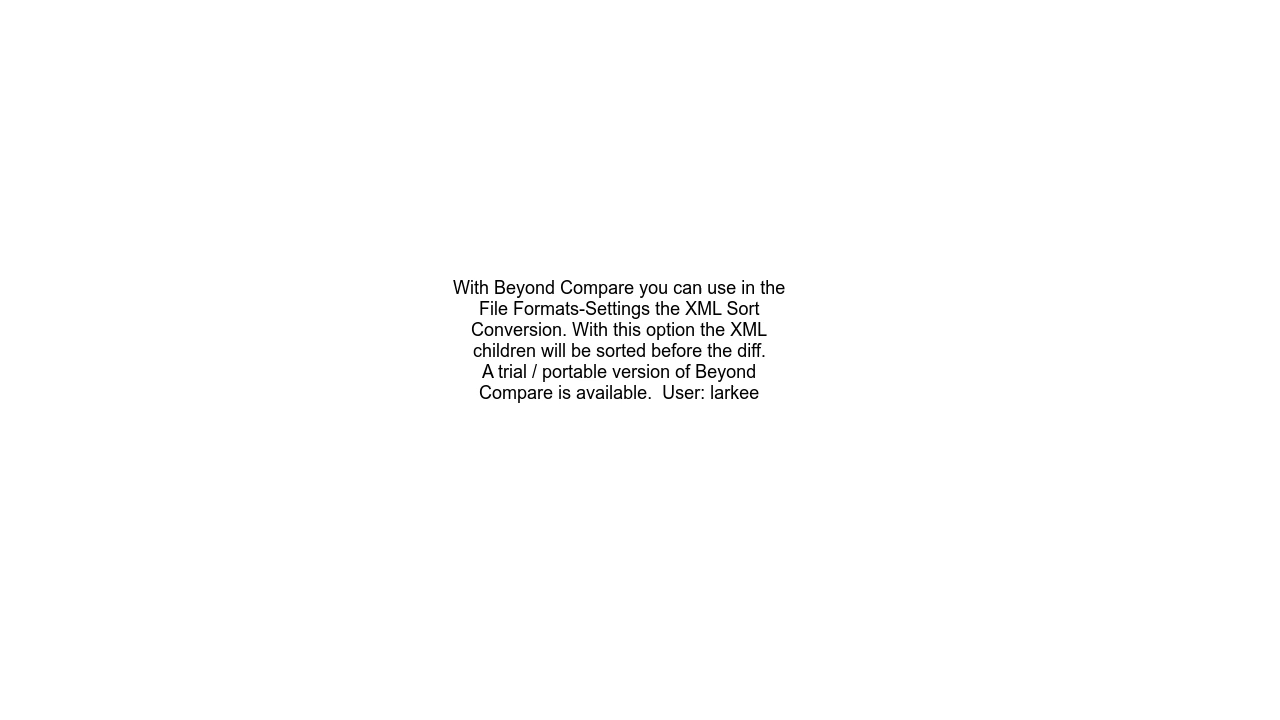 With Beyond Compare you can use in the
File Formats-Settings the XML Sort
Conversion. With this option the XML
children will be sorted before the diff.
A trial / portable version of Beyond
Compare is available.  User: larkee